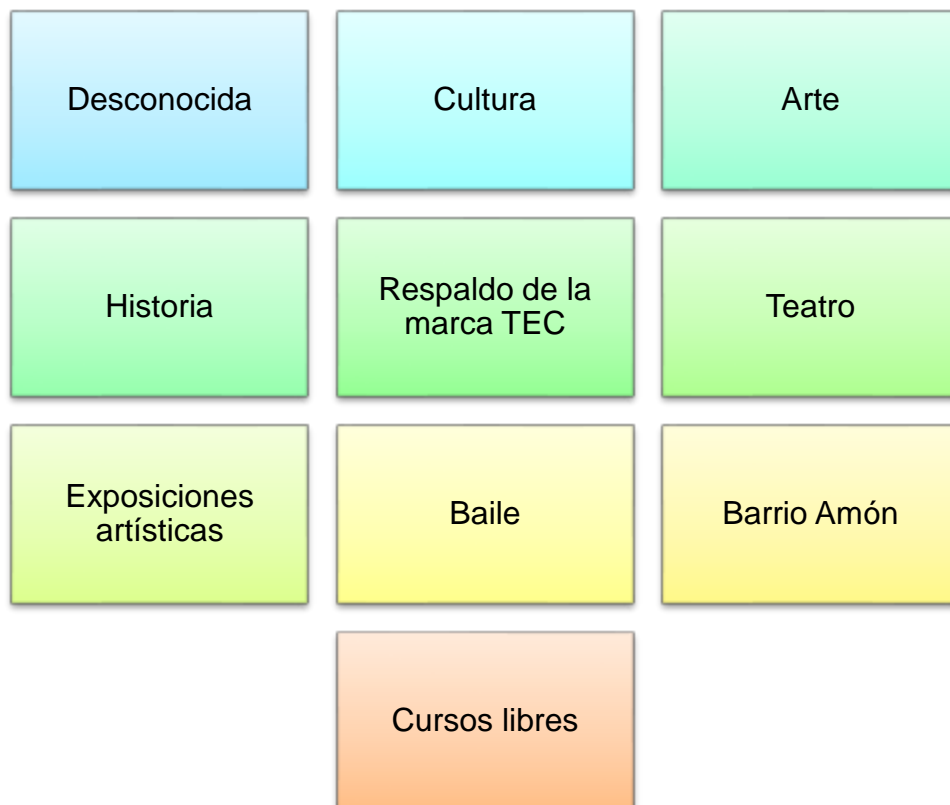 Desconocida
Cultura
Arte
Historia
Respaldo de la
marca TEC
Teatro
Exposiciones
artísticas
Baile
Barrio Amón
Cursos libres